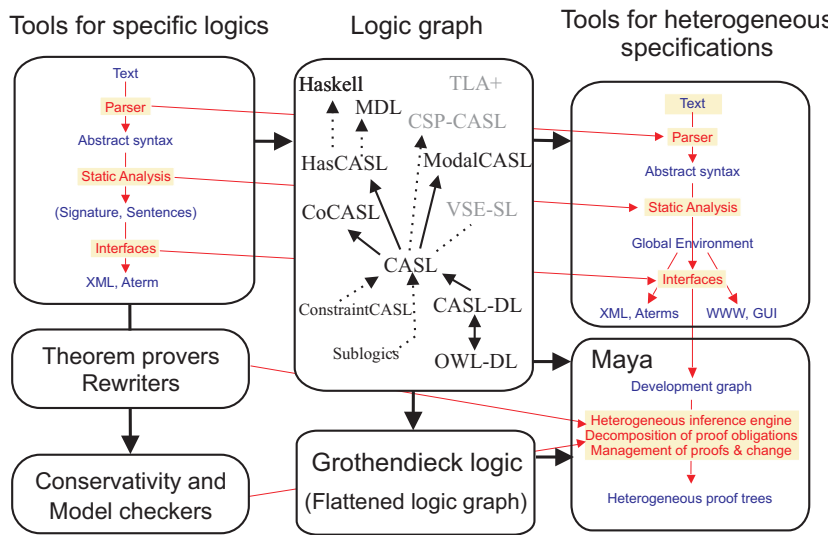 Tools for specific logics
Text
Parser
Abstract syntax
Static Analysis
(Signature, Sentences)
Interfaces
XML, Aterm
Theorem provers
Rewriters
Conservativity and
Model checkers
Logic graph
Haskell
TLA+
MDL
CSP-CASL
HasCASL
ModalCASL
CoCASL
VSE-SL
CASL
ConstraintCASL
CASL-DL
Sublogics
OWL-DL
Grothendieck logic
(Flattened logic graph)
Tools for heterogeneous
specifications
Text
Parser
Abstract syntax
Static Analysis
Global Environment
Interfaces
XML, Aterms
WWW, GUI
Maya
Development graph
Heterogeneous inference engine
Decomposition of proof obligations
Management of proofs & change
Heterogeneous proof trees